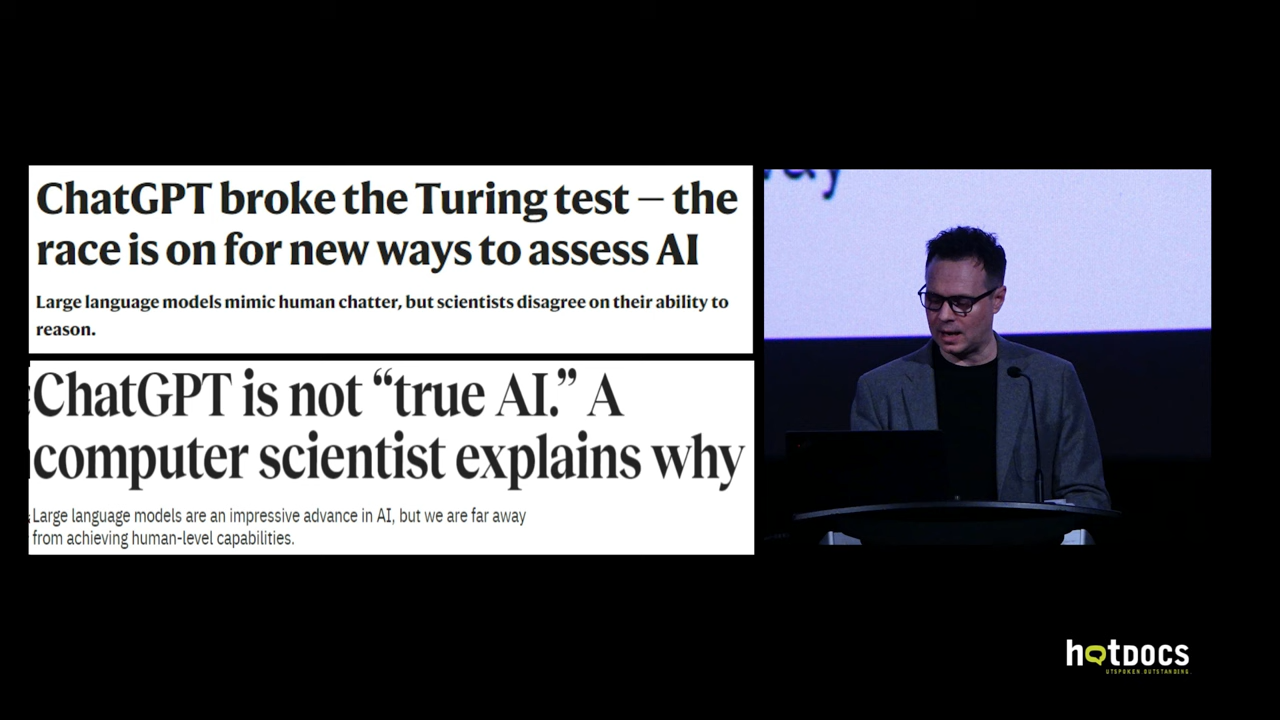 ChatGPT broke the Turing test — the
race is on for new ways to assess AI
Large language models mimic human chatter, but scientists disagree on their ability to
reason.
ChatGPT is not “true AI.” A
computer scientist explains why
Large language models are an impressive advance in AI, but we are far away
from achieving human-level capabilities.
hotDOCS
OUTSPOKEN OUTSTANDING.